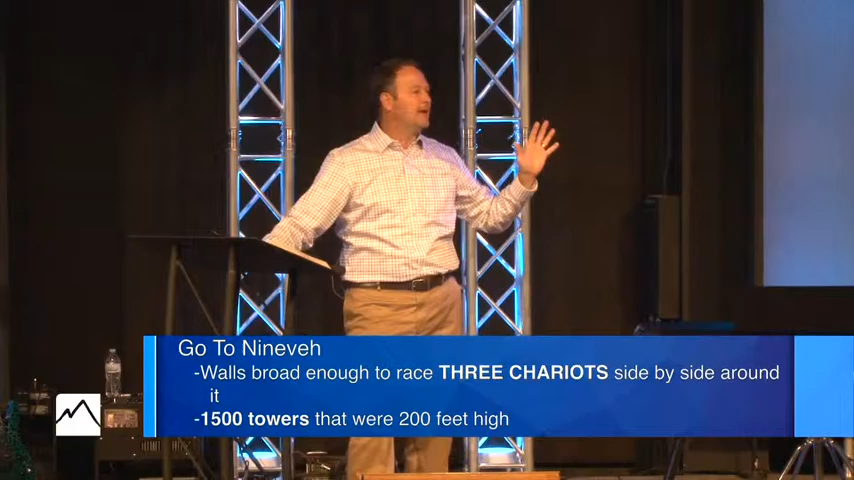 Go To Nineveh
-Walls broad enough to race THREE CHARIOTS side by side around
it
-1500 towers that were 200 feet high